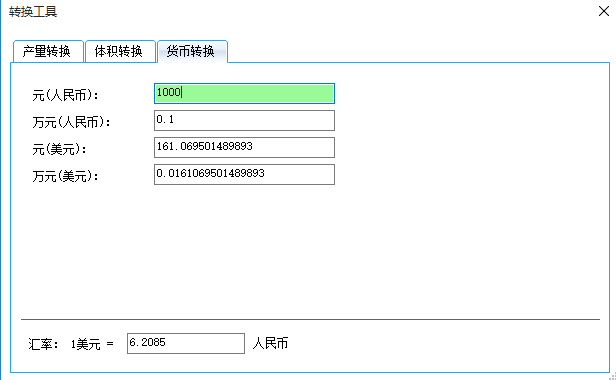 转换工具
产量转换 体积转换 货币转换
元(人民币): 1000
万元(人民币): 0.1
元(美元): 161.069501489893
万元(美元): 0.0161069501489893
汇率: 1美元 = 6.2085 人民币